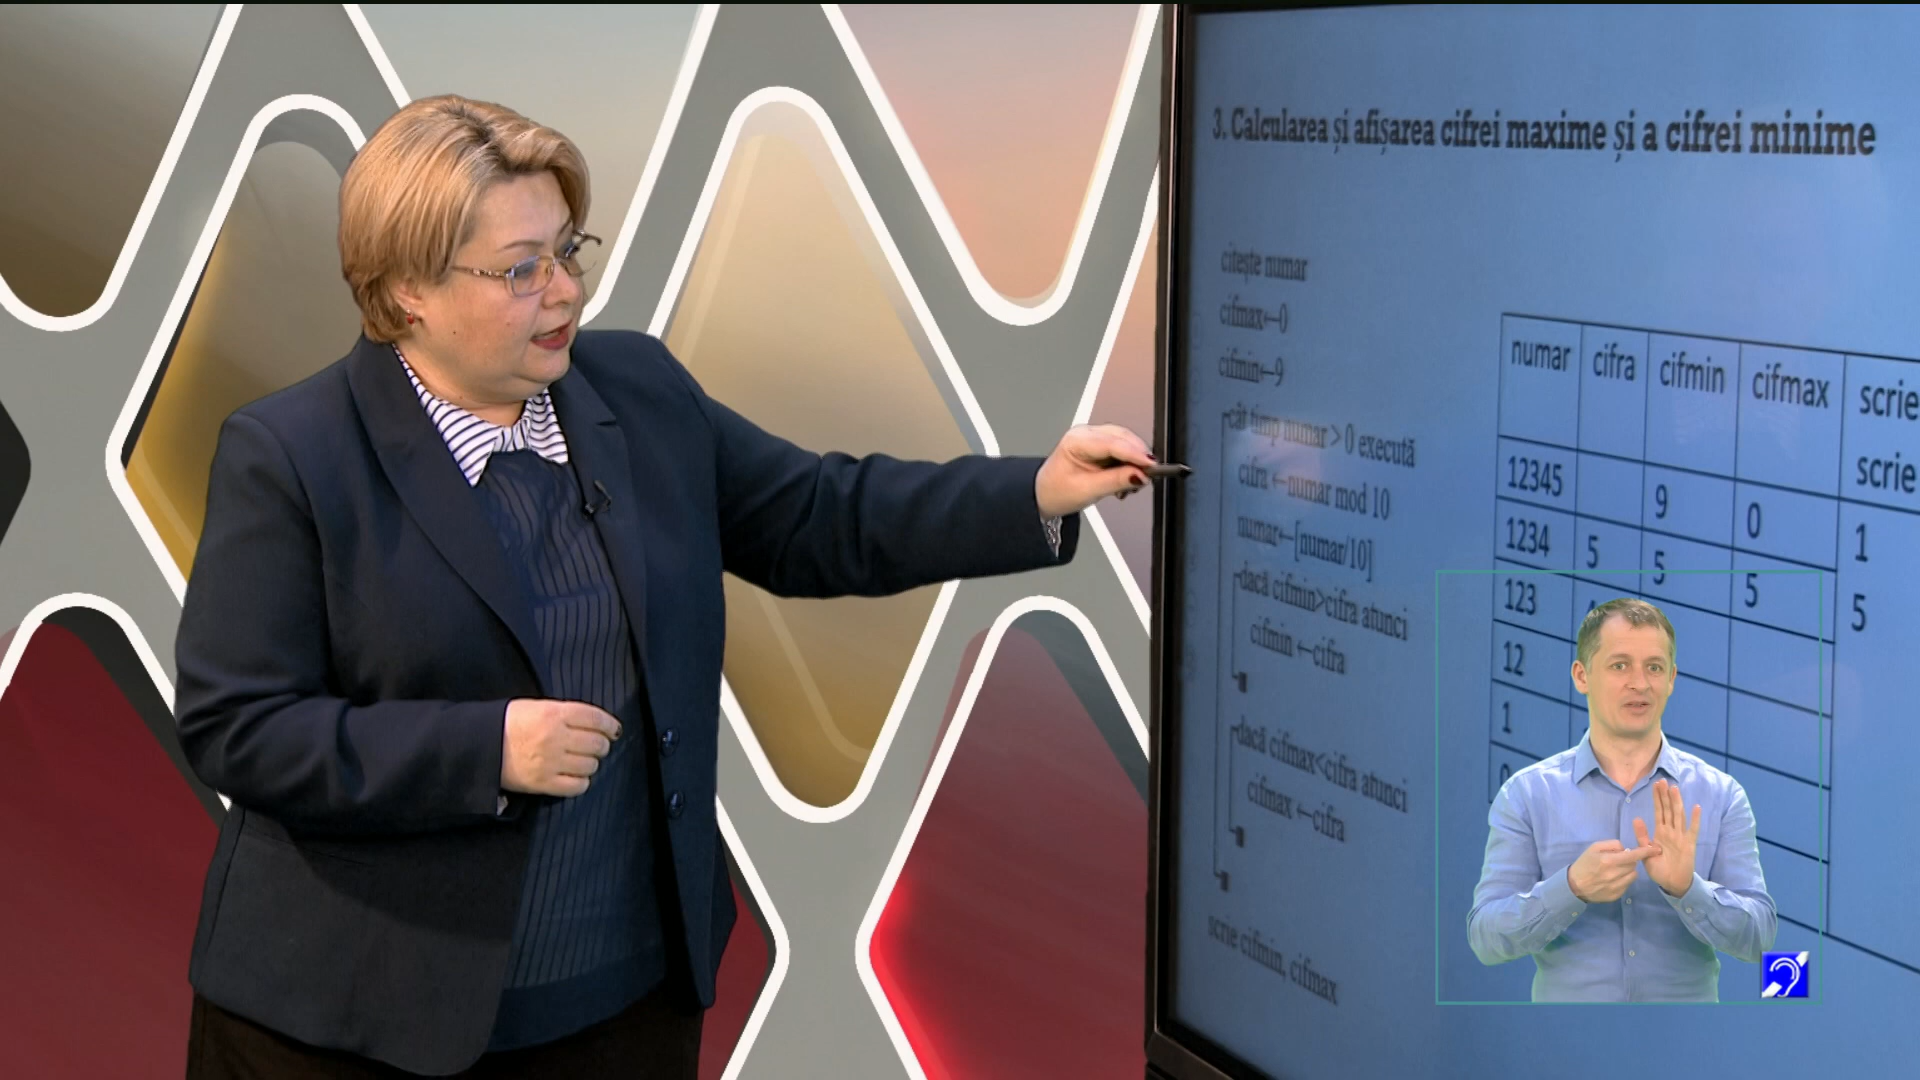 3. Calcularea și afișarea cifrei maxime și a cifrei minime
citește numar
cifmax←0
cifmin←9
cât timp numar > 0 execută
cifra ←numar mod 10
numar←[numar/10]
dacă cifmin>cifra atunci
cifmin ←cifra
dacă cifmax<cifra atunci
cifmax ←cifra
scrie cifmin, cifmax
numar cifra cifmin cifmax scrie
scrie
12345 9 0 1
1234 5 5 5 5
123
12
1